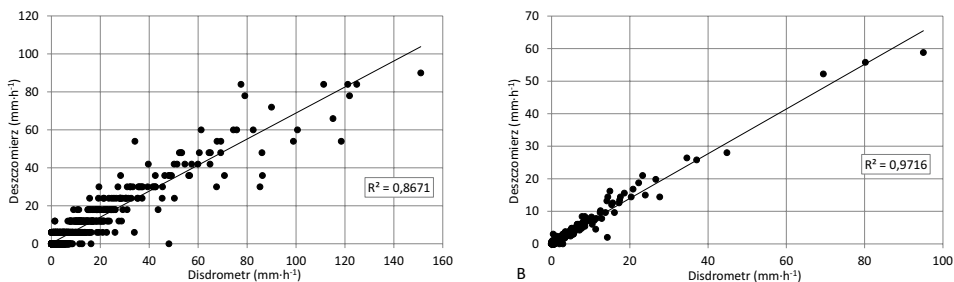 120
100
80
60
40
20
0
Deszczomierz (mm·h⁻¹)
R² = 0,8671
0 20 40 60 80 100 120 140 160
Disdrometr (mm·h⁻¹)
70
60
50
40
30
20
10
0
Deszczomierz (mm·h⁻¹)
R² = 0,9716
0 20 40 60 80 100
B Disdrometr (mm·h⁻¹)